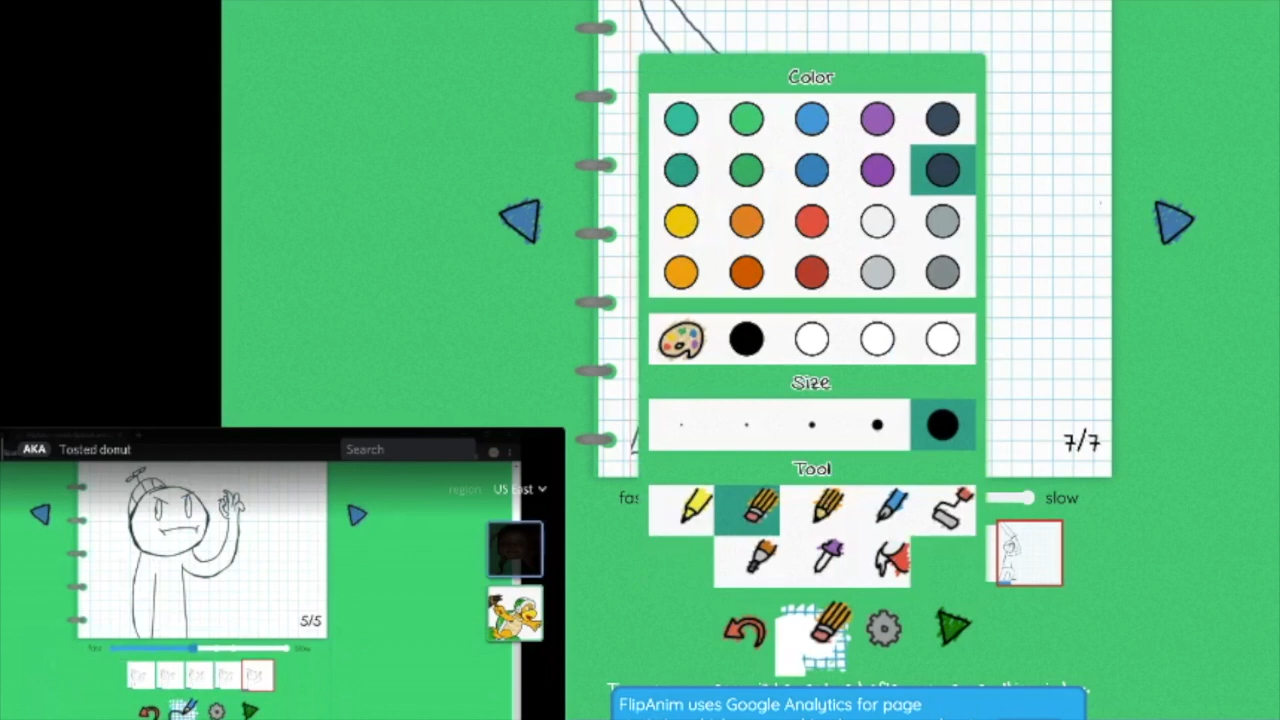 Color
Size
7/7
Tool
slow
AKA Tosted donut
Search
region US East
5/5
slow
FlipAnim uses Google Analytics for page